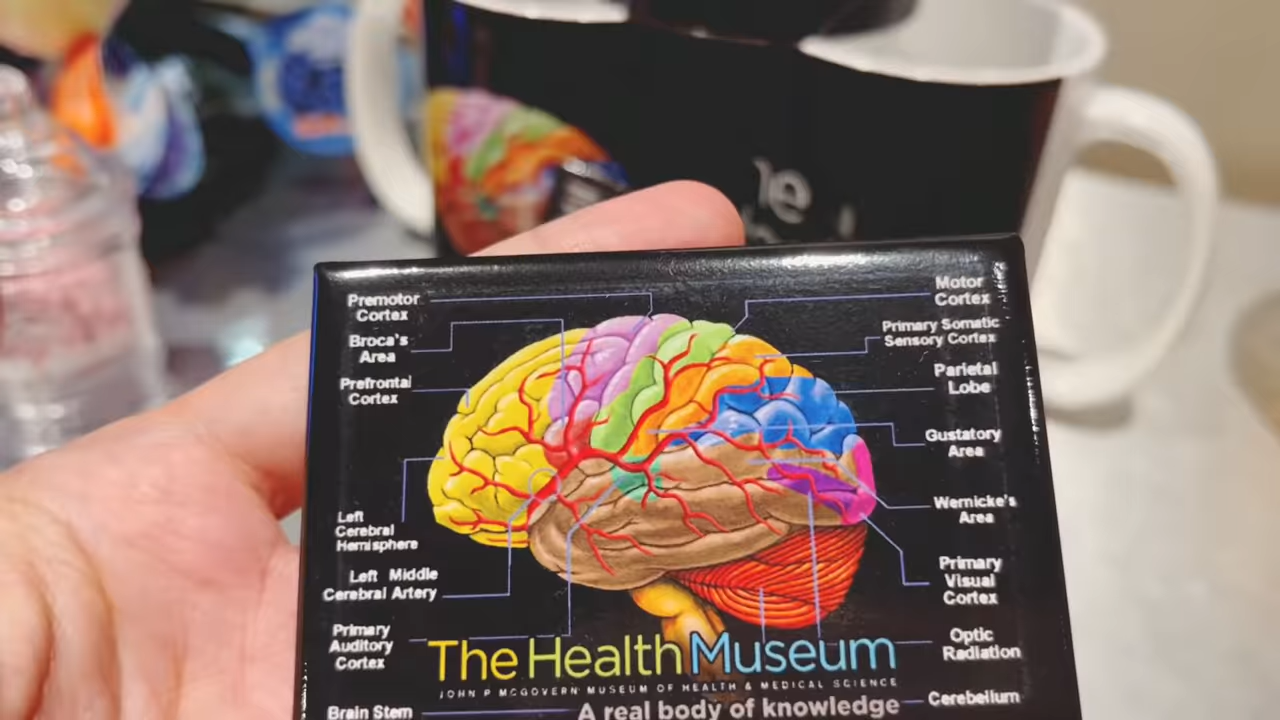 le
Premotor
Cortex
Broca's
Area
Prefrontal
Cortex
Left
Cerebral
Hemisphere
Left Middle
Cerebral Artery
Primary
Auditory
Cortex
Brain Stem
Motor
Cortex
Primary Somatic
Sensory Cortex
Parietal
Lobe
Gustatory
Area
Wernicke's
Area
Primary
Visual
Cortex
Optic
Radiation
Cerebellum
The Health Museum
JOHN P MCGOVERN MUSEUM OF HEALTH & MEDICAL SCIENCE
A real body of knowledge